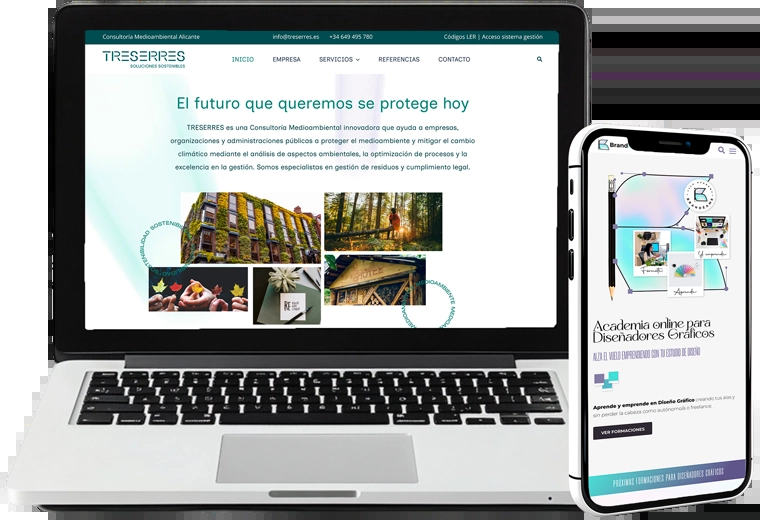 Consultoría Medioambiental Alicante
info@treserres.es
+34 649 495 780
Códigos LER | Acceso sistema gestión
TRESERRES
SOLUCIONES SOSTENIBLES
INICIO
EMPRESA
SERVICIOS
REFERENCIAS
CONTACTO
El futuro que queremos se protege hoy
TRESERRES es una Consultoría Medioambiental innovadora que ayuda a empresas,
organizaciones y administraciones públicas a proteger el medioambiente y mitigar el cambio
climático mediante el análisis de aspectos ambientales, la optimización de procesos y la
excelencia en la gestión. Somos especialistas en gestión de residuos y cumplimiento legal.
Brand
Fórmate
Y emprende
Aprende
Academia online para
Diseñadores Gráficos
ALZA EL VUELO EMPRENDIENDO CON TU ESTUDIO DE DISEÑO
Aprende y emprende en Diseño Gráfico creando tus alas y
sin perder la cabeza como autónomo/a o freelance.
VER FORMACIONES
PRÓXIMAS FORMACIONES PARA DISEÑADORES GRÁFICOS